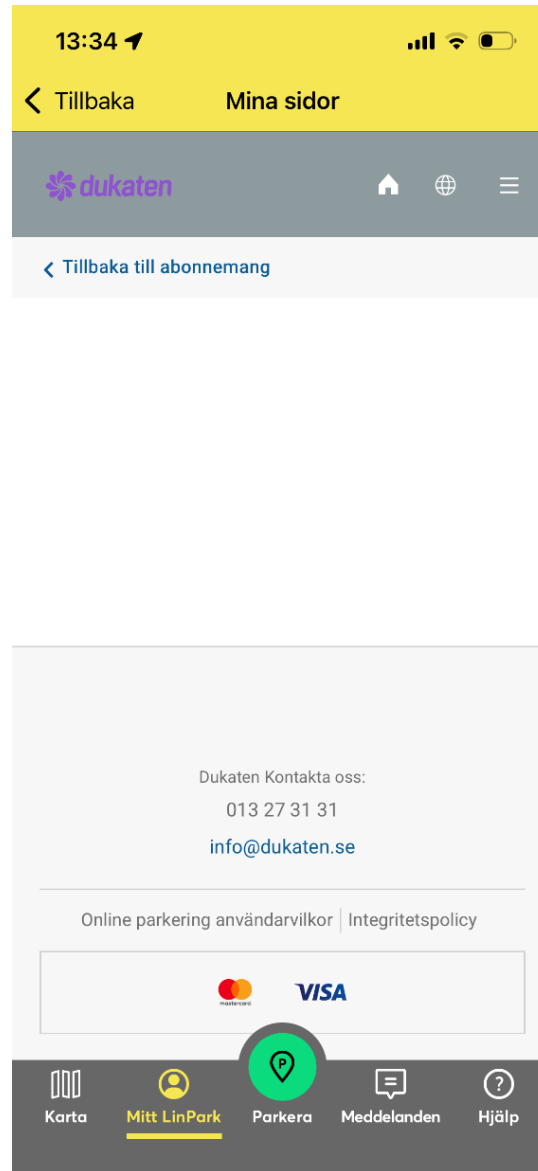 13:34
Tillbaka Mina sidor
dukaten
Tillbaka till abonnemang
Dukaten Kontakta oss:
013 27 31 31
info@dukaten.se
Online parkering användarvilkor | Integritetspolicy
mastercard VISA
P
Karta Mitt LinPark Parkera Meddelanden Hjälp